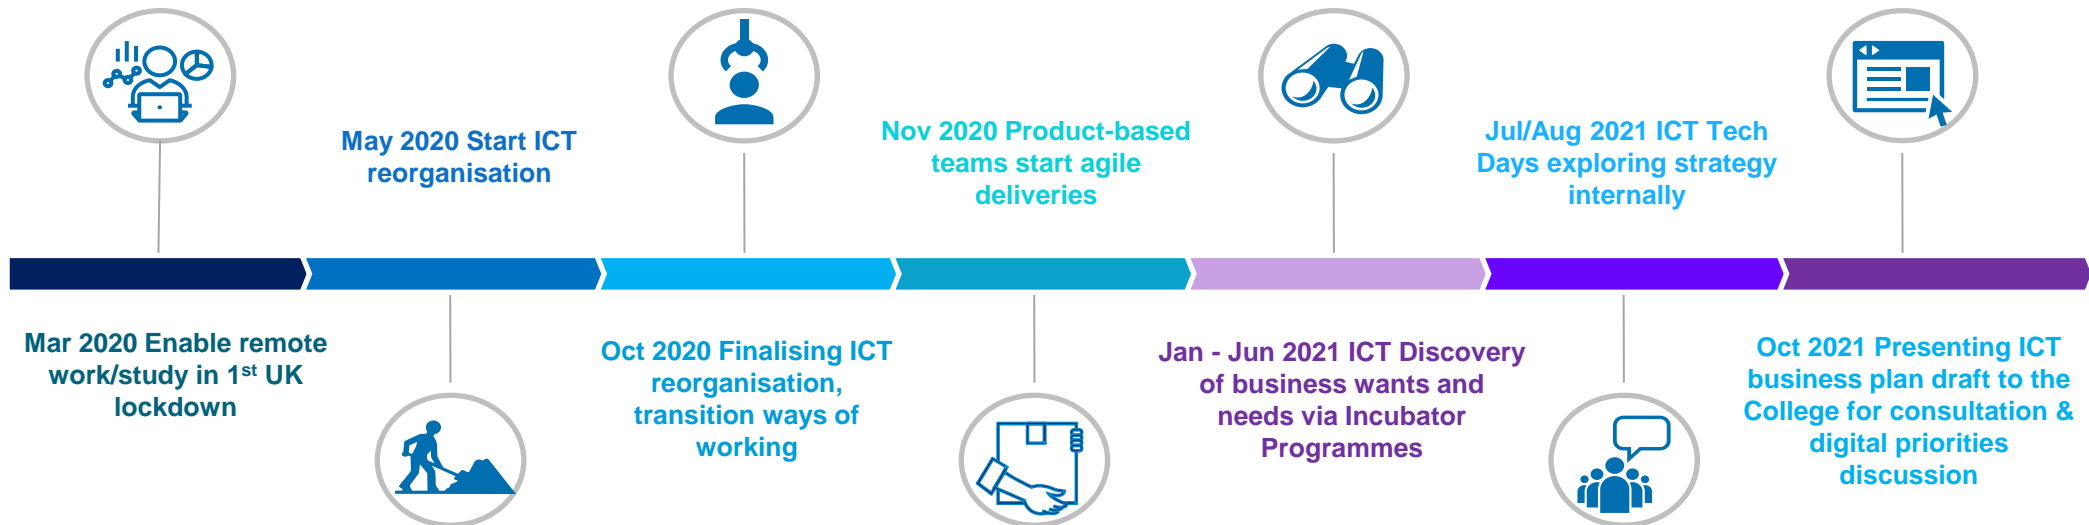 Mar 2020 Enable remote
work/study in 1st UK
lockdown
May 2020 Start ICT
reorganisation
Oct 2020 Finalising ICT
reorganisation,
transition ways of
working
Nov 2020 Product-based
teams start agile
deliveries
Jan - Jun 2021 ICT Discovery
of business wants and
needs via Incubator
Programmes
Jul/Aug 2021 ICT Tech
Days exploring strategy
internally
Oct 2021 Presenting ICT
business plan draft to the
College for consultation &
digital priorities
discussion